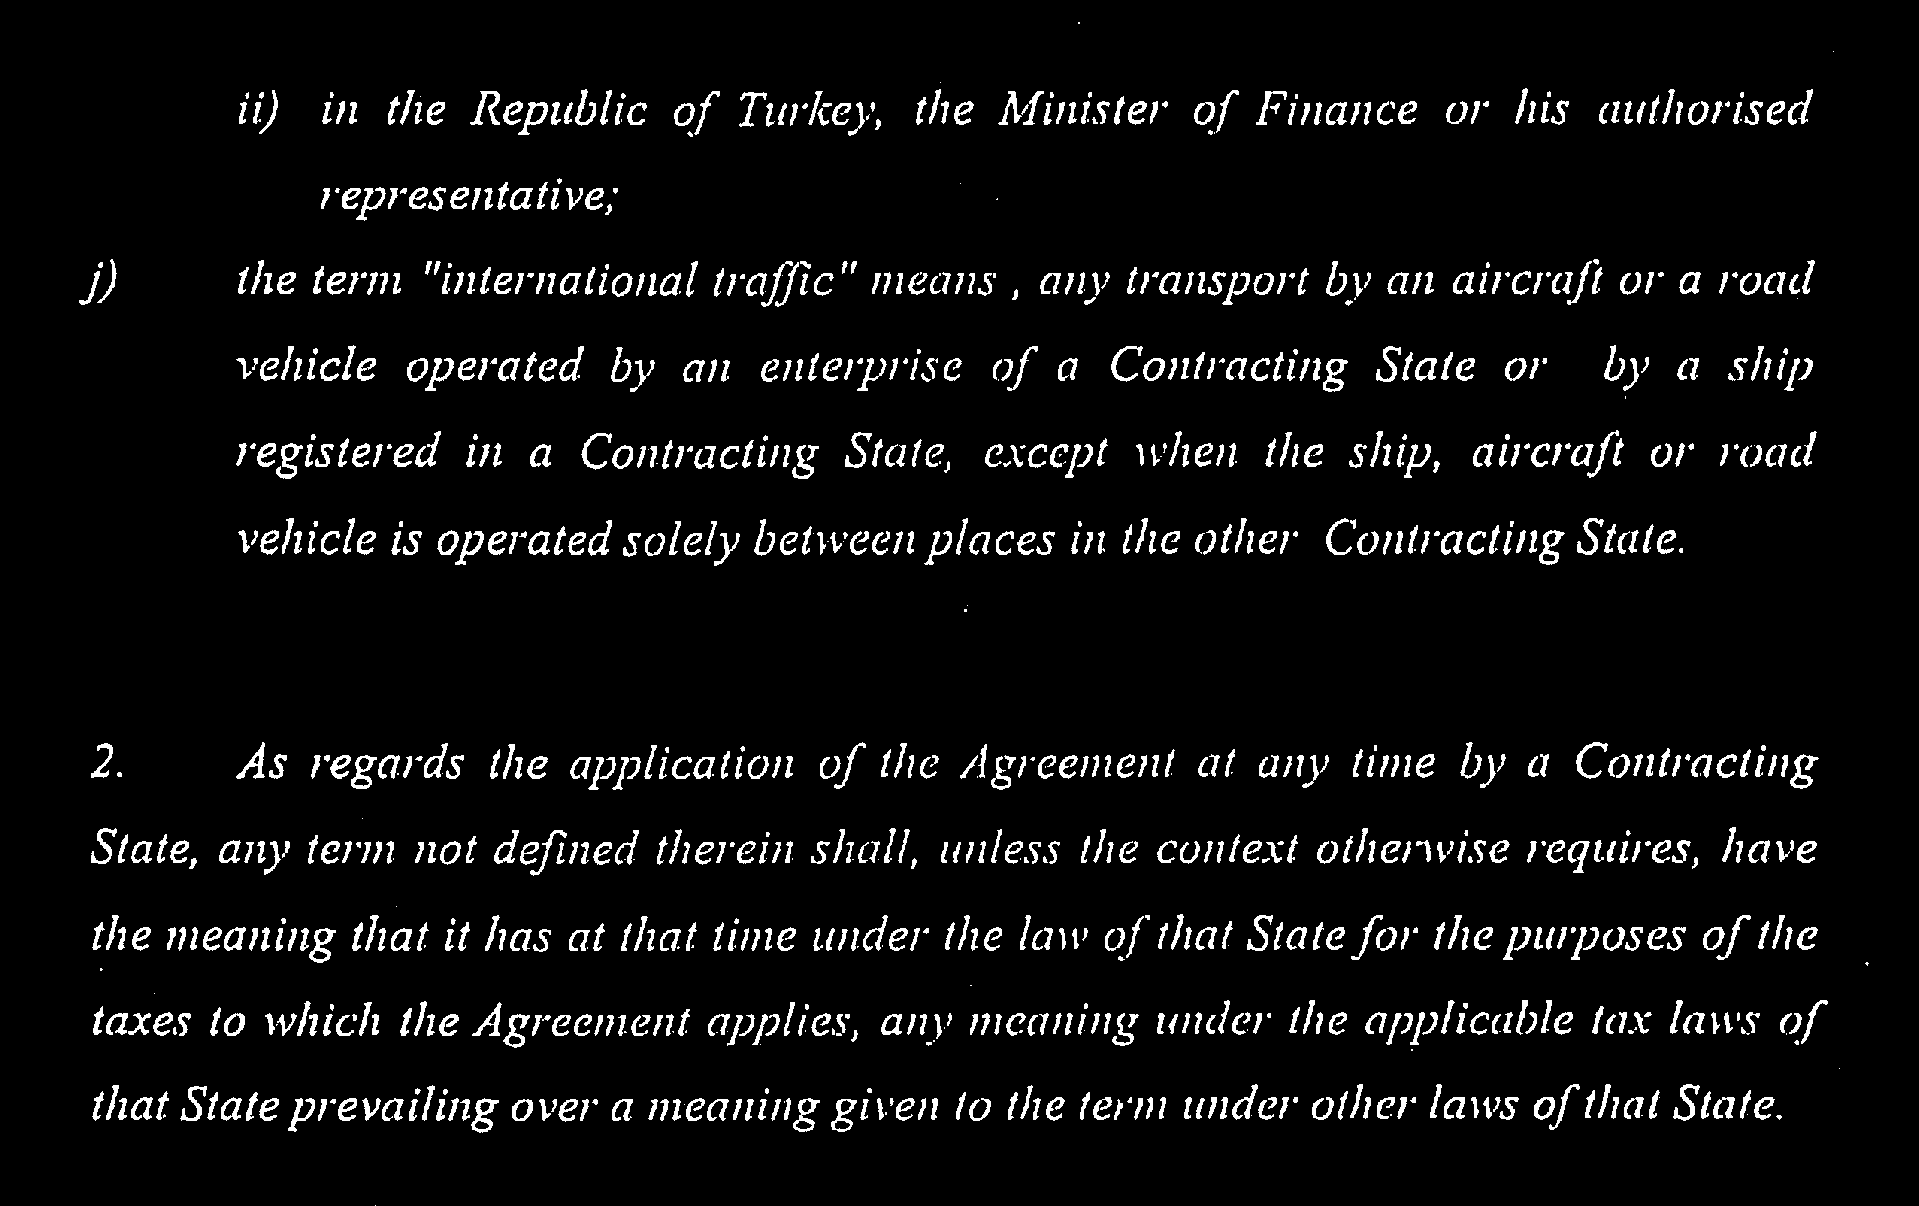 ii) in the Republic of Turkey, the Minister of Finance or his authorised
representative;
j) the term "international traffic" means , any transport by an aircraft or a road
vehicle operated by an enterprise of a Contracting State or by a ship
registered in a Contracting State, except when the ship, aircraft or road
vehicle is operated solely between places in the other Contracting State.
2. As regards the application of the Agreement at any time by a Contracting
State, any term not defined therein shall, unless the context otherwise requires, have
the meaning that it has at that time under the law of that State for the purposes of the
taxes to which the Agreement applies, any meaning under the applicable tax laws of
that State prevailing over a meaning given to the term under other laws of that State.